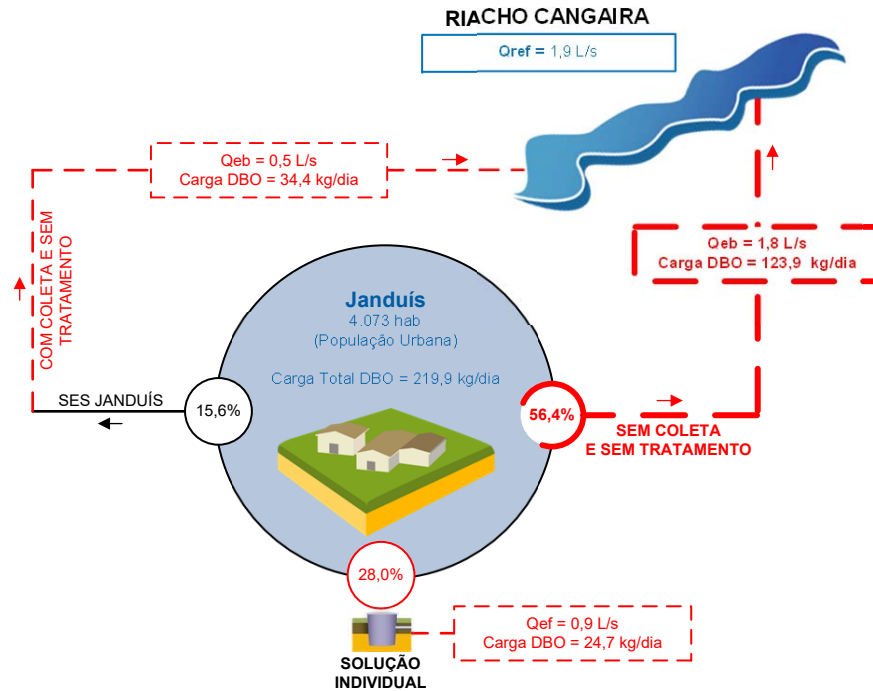 RIACHO CANGAIRA
Qref = 1,9 L/s
Qeb = 0,5 L/s
Carga DBO = 34,4 kg/dia
COM COLETA E SEM
TRATAMENTO
Qeb = 1,8 L/s
Carga DBO = 123,9 kg/dia
Janduís
4.073 hab
(População Urbana)
Carga Total DBO = 219,9 kg/dia
SES JANDUÍS
15,6%
56,4%
SEM COLETA
E SEM TRATAMENTO
28,0%
Qef = 0,9 L/s
Carga DBO = 24,7 kg/dia
SOLUÇÃO
INDIVIDUAL